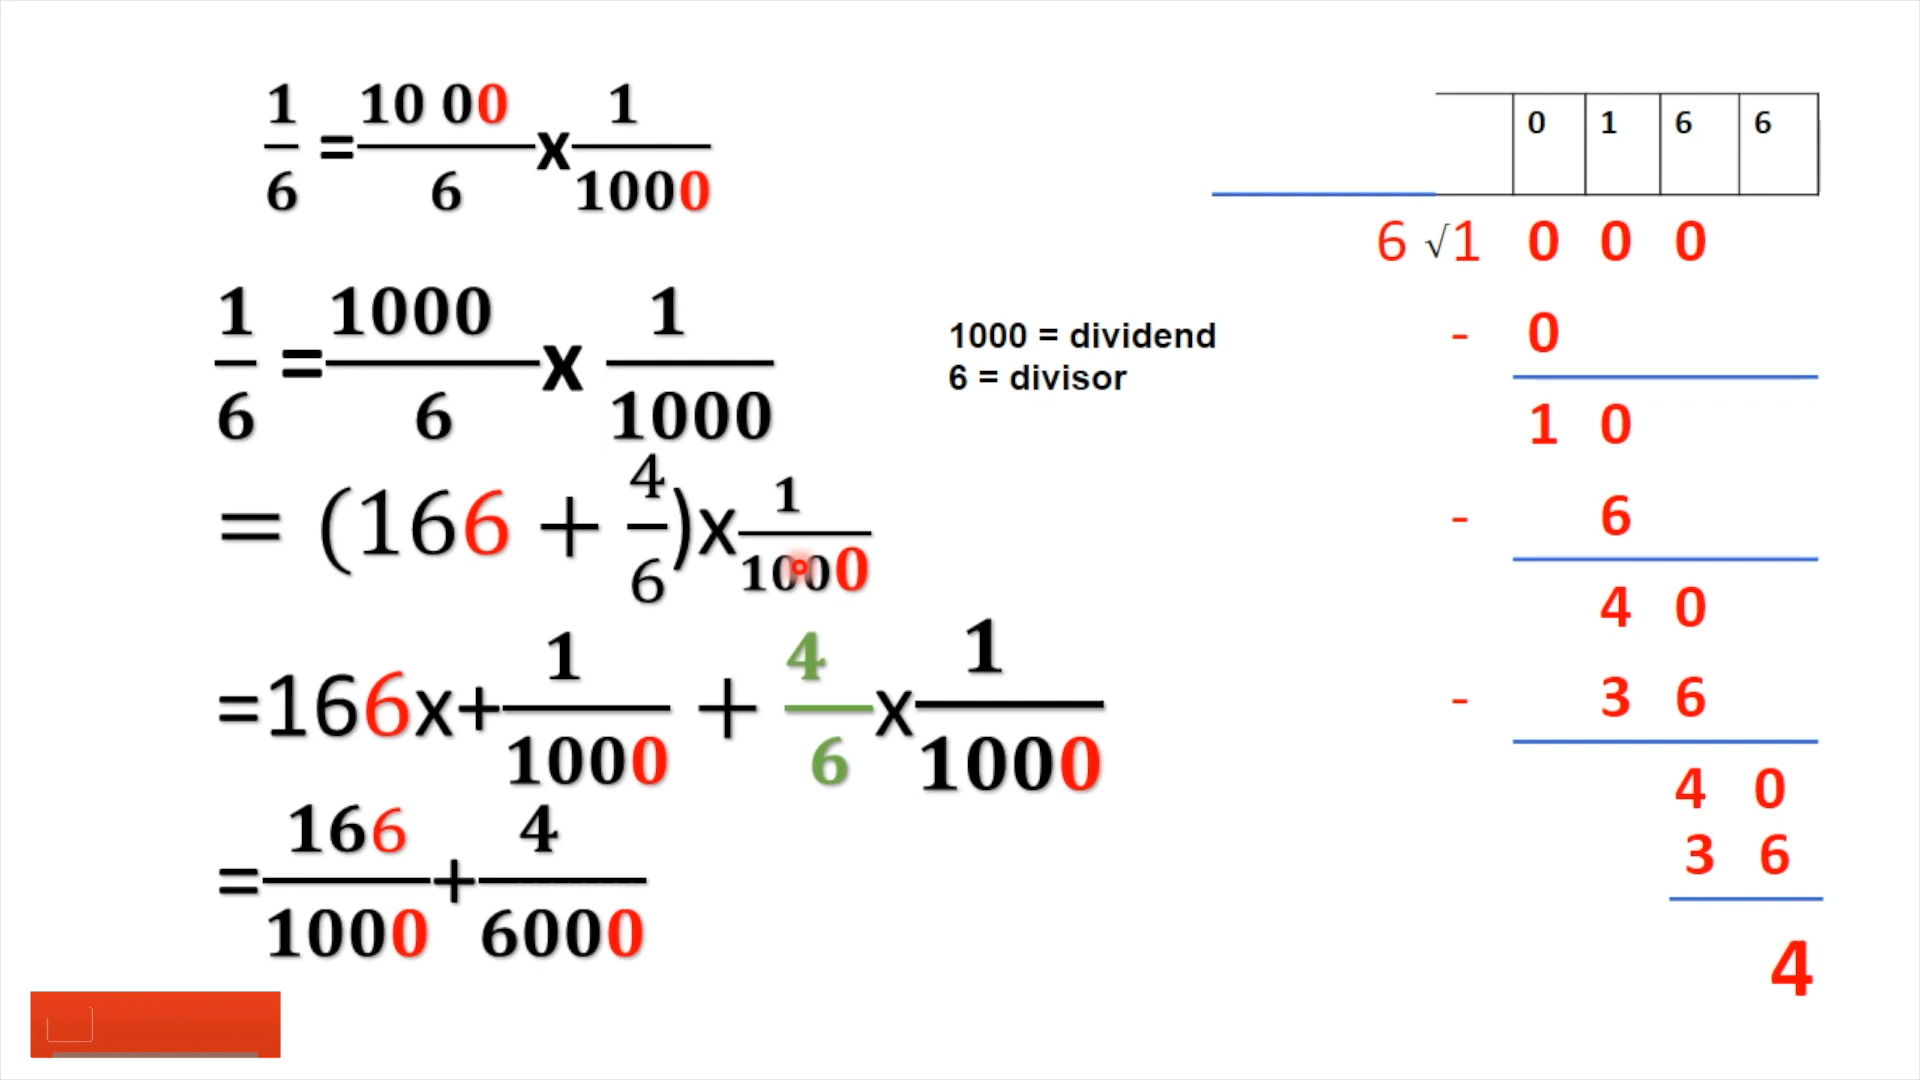 1/6 =10 00/6 x 1/1000
1/6 =1000/6 x 1/1000
= (166 + 4/6)x 1/1000
=166x+ 1/1000 + 4/6 x 1/1000
= 166/1000 + 4/6000
1000 = dividend
6 = divisor
0 1 6 6
6 √1 0 0 0
- 0
1 0
- 6
4 0
- 3 6
4 0
3 6
4